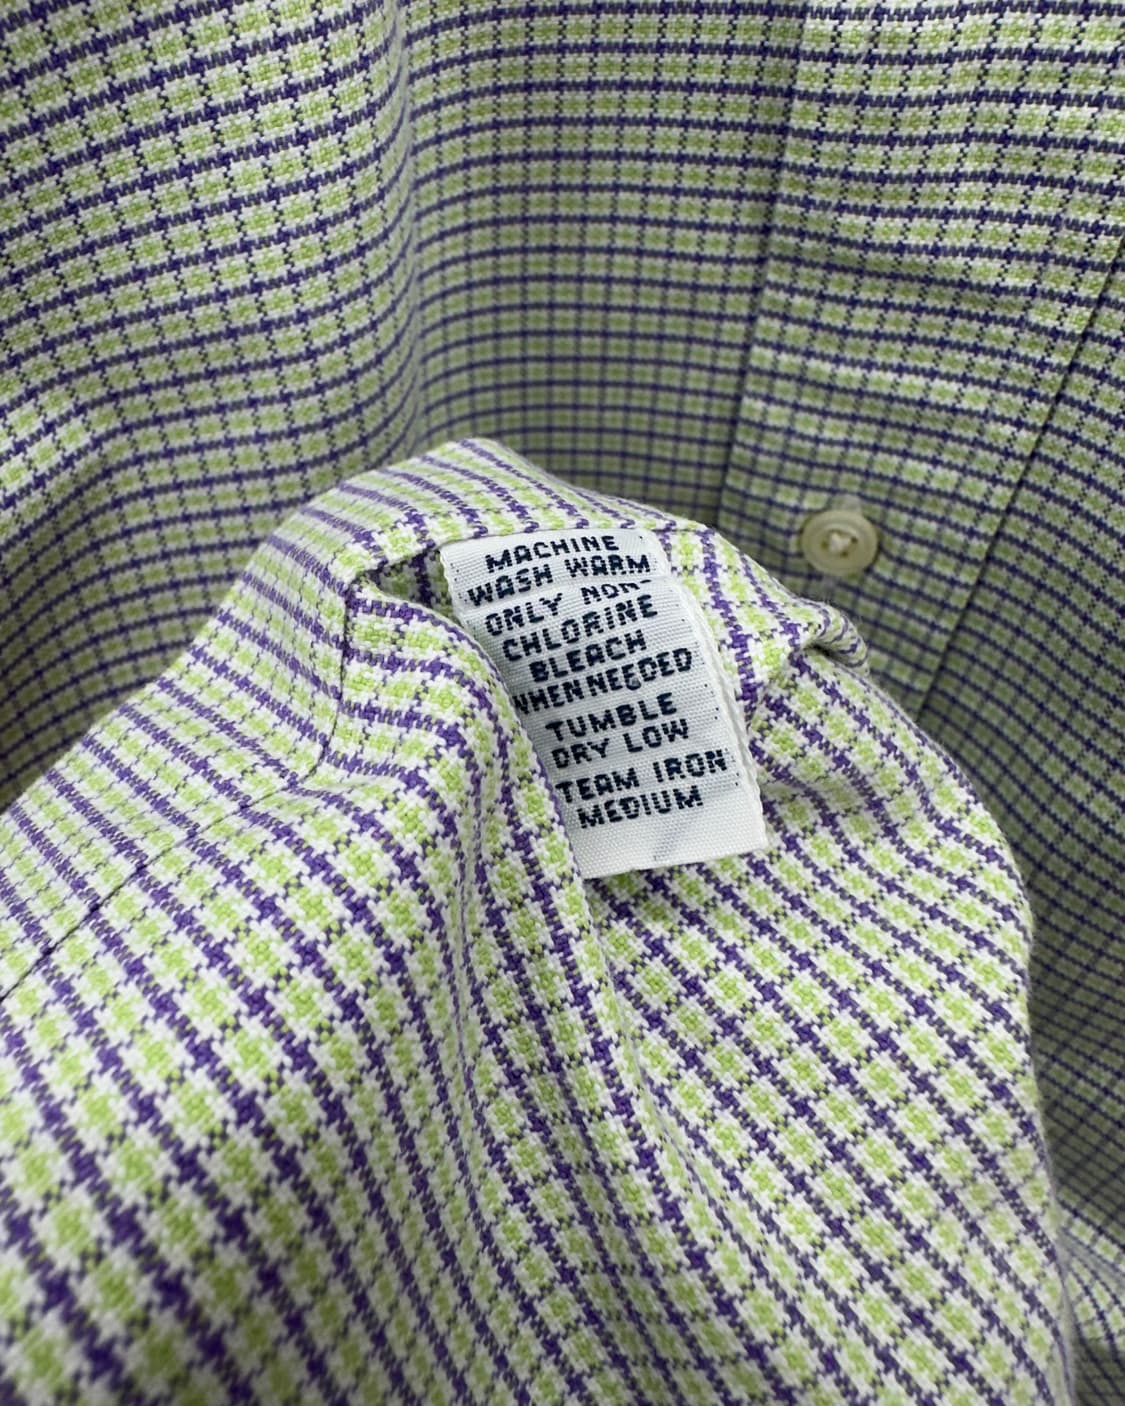 MACHINE
WASH WARM
ONLY NON-
CHLORINE
BLEACH
WHEN NEEDED
TUMBLE
DRY LOW
TEAM IRON
MEDIUM